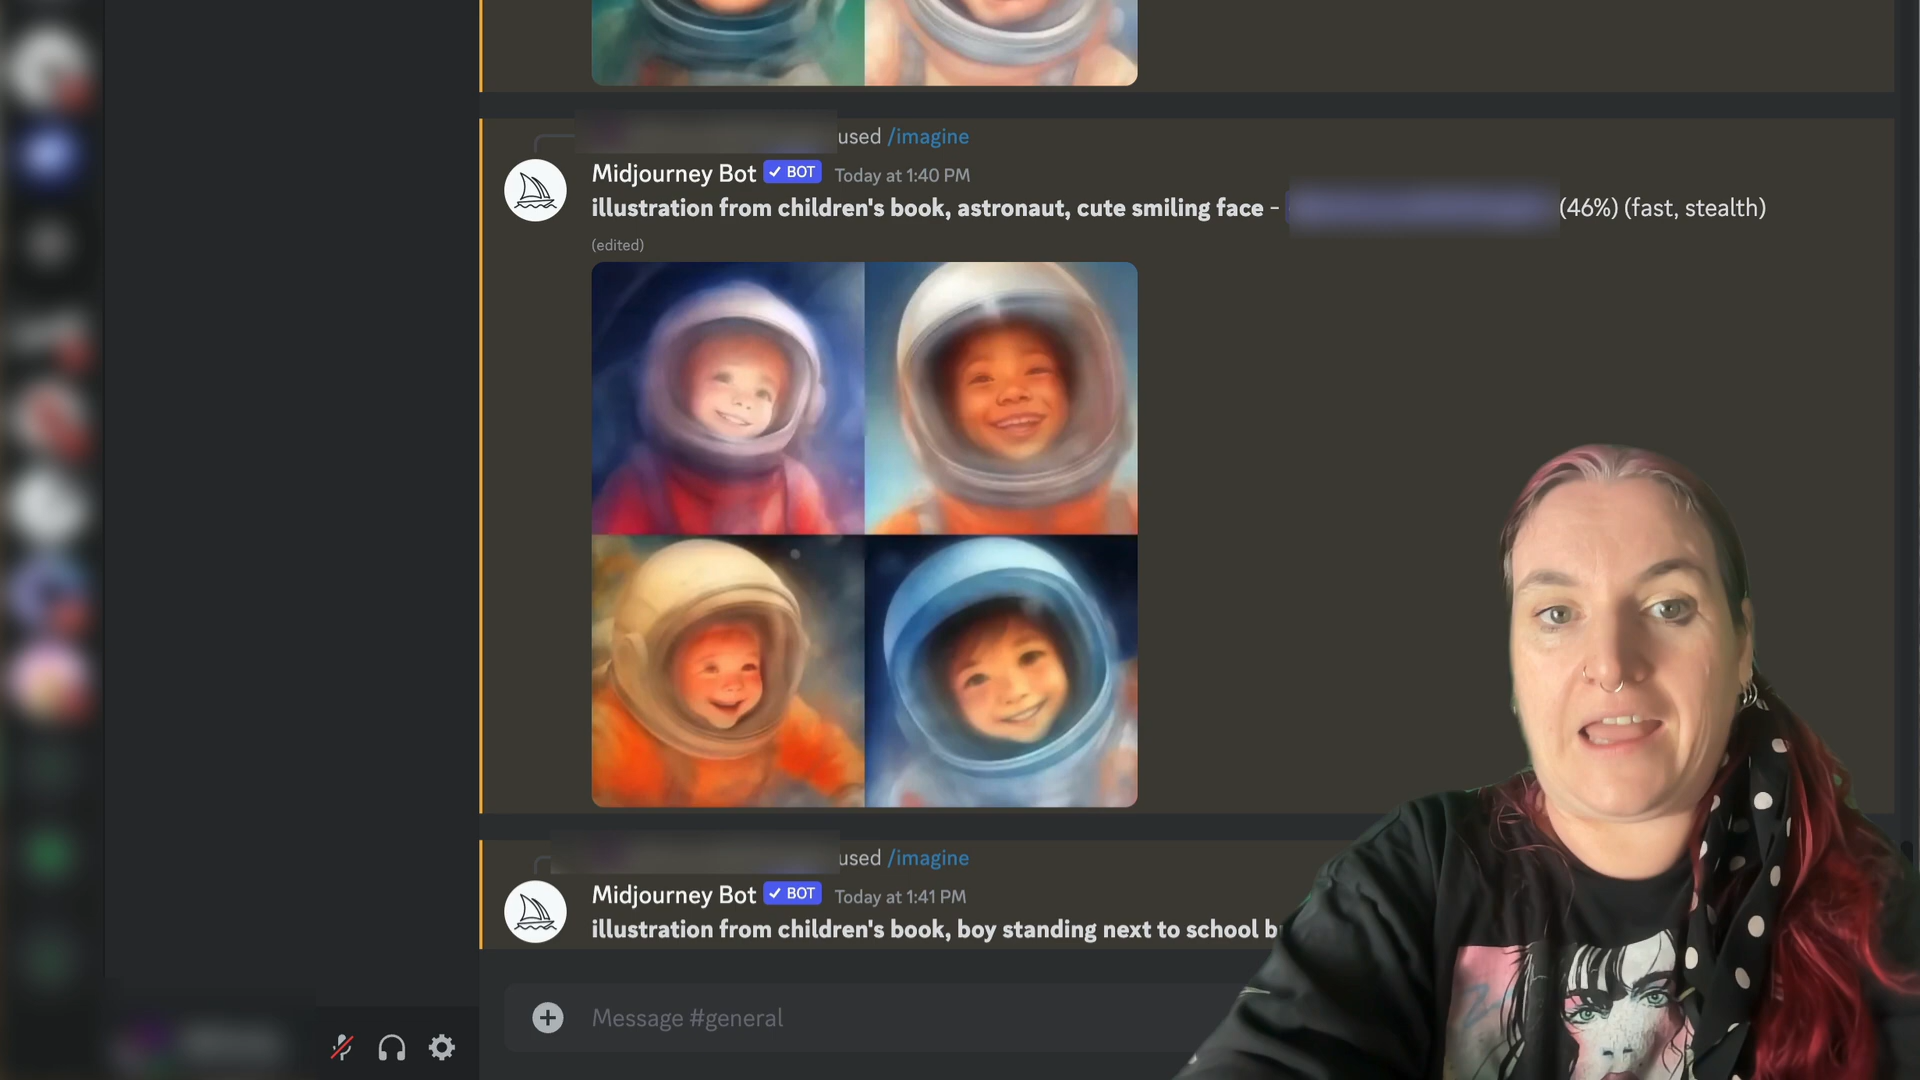 used /imagine
Midjourney Bot ✓ BOT Today at 1:40 PM
illustration from children's book, astronaut, cute smiling face - (46%) (fast, stealth)
(edited)
used /imagine
Midjourney Bot ✓ BOT Today at 1:41 PM
illustration from children's book, boy standing next to school
Message #general